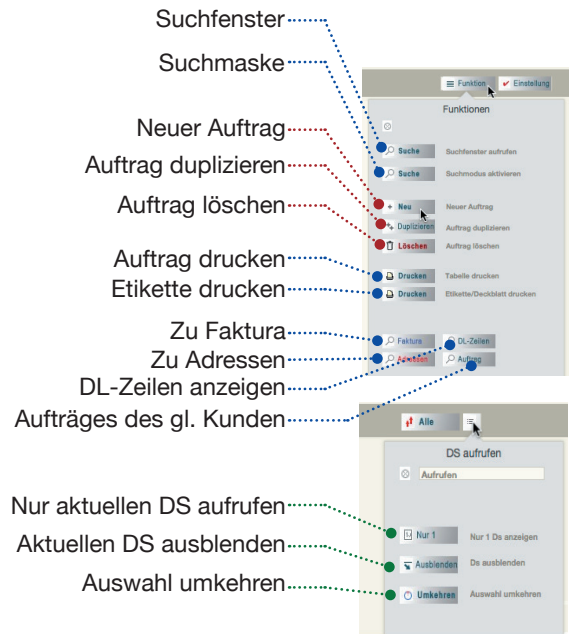 Suchfenster
Suchmaske
Neuer Auftrag
Auftrag duplizieren
Auftrag löschen
Auftrag drucken
Etikette drucken
Zu Faktura
Zu Adressen
DL-Zeilen anzeigen
Aufträges des gl. Kunden
Funktion Einstellung
Funktionen
Suche Suchfenster aufrufen
Suche Suchmodus aktivieren
Neu Neuer Auftrag
Duplizieren Auftrag duplizieren
Löschen Auftrag löschen
Drucken Tabelle drucken
Drucken Etikette/Deckblatt drucken
Faktura DL-Zeilen
Adressen Auftrag
Nur aktuellen DS aufrufen
Aktuellen DS ausblenden
Auswahl umkehren
Alle
DS aufrufen
Aufrufen
Nur 1 Nur 1 Ds anzeigen
Ausblenden Ds ausblenden
Umkehren Auswahl umkehren